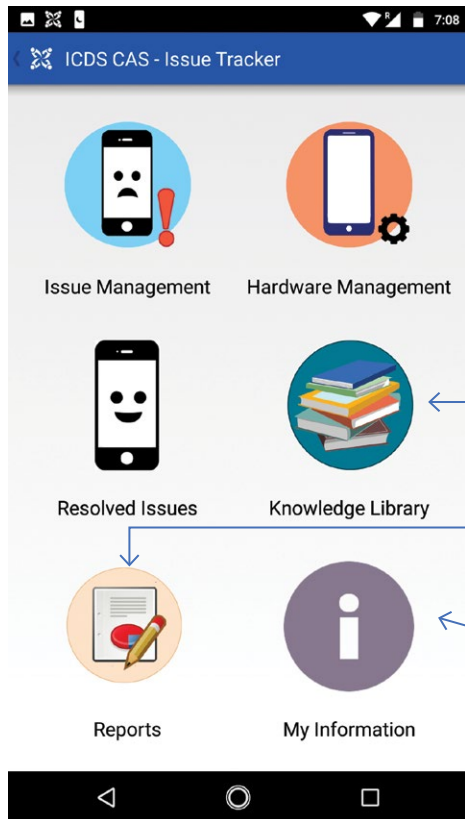 R
7:08
ICDS CAS - Issue Tracker
Issue Management
Hardware Management
Resolved Issues
Knowledge Library
Reports
My Information